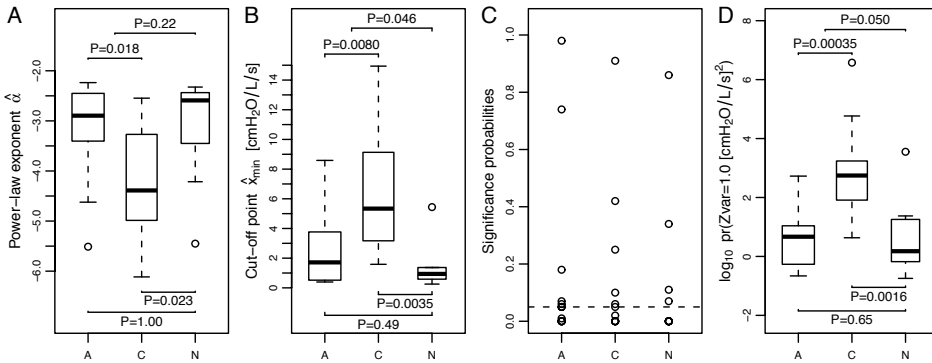 A
P=0.22
P=0.018
Power-law exponent α̂
-2.0
-3.0
-4.0
-5.0
-6.0
P=0.023
P=1.00
A C N
B
P=0.046
P=0.0080
Cut-off point x̂min [cmH2O/L/s]
14
12
10
8
6
4
2
0
P=0.0035
P=0.49
A C N
C
Significance probabilities
1.0
0.8
0.6
0.4
0.2
0.0
A C N
D
P=0.050
P=0.00035
log10 pr(Zvar=1.0 [cmH2O/L/s]²)
8
6
4
2
0
-2
P=0.0016
P=0.65
A C N